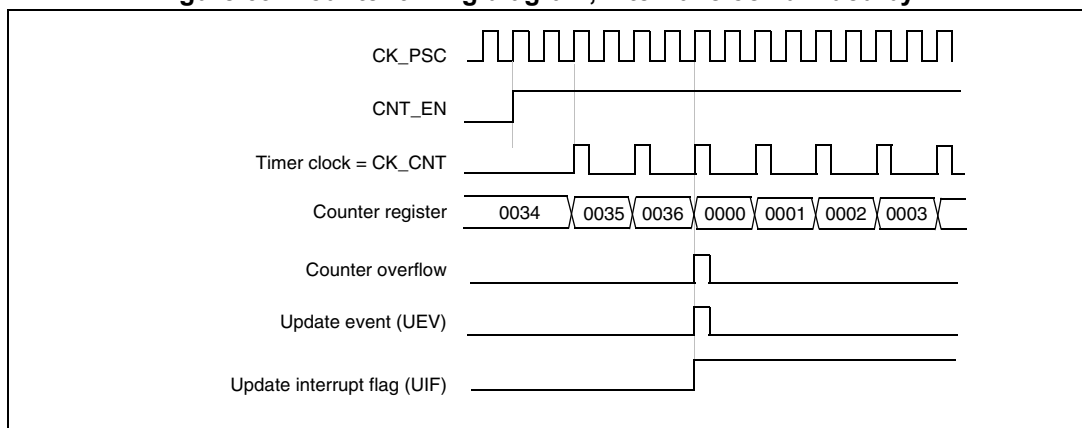 CK_PSC
CNT_EN
Timer clock = CK_CNT
Counter register 0034 0035 0036 0000 0001 0002 0003
Counter overflow
Update event (UEV)
Update interrupt flag (UIF)